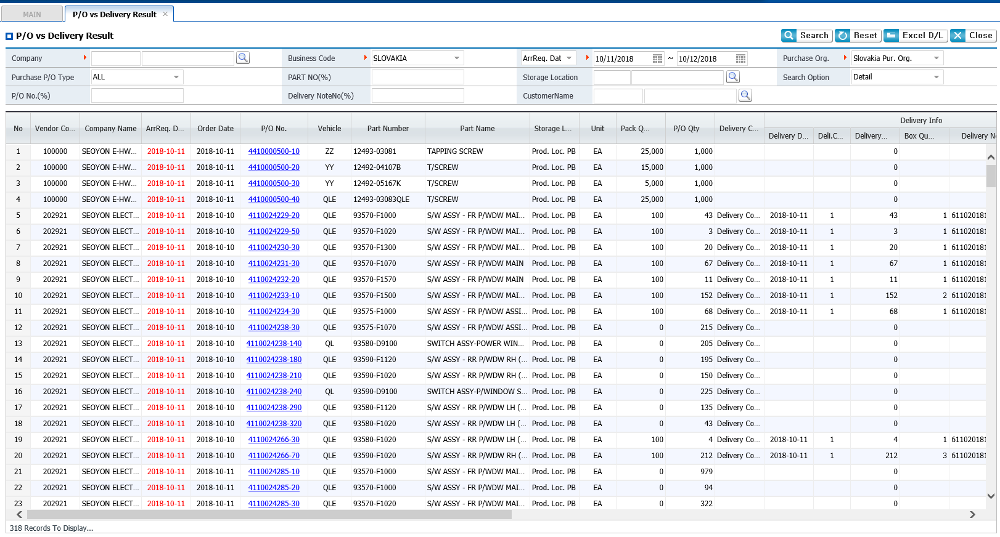 MAIN
P/O vs Delivery Result ×
P/O vs Delivery Result
Search Reset Excel D/L Close
Company Business Code SLOVAKIA ArrReq. Dat 10/11/2018 ~ 10/12/2018 Purchase Org. Slovakia Pur. Org.
Purchase P/O Type ALL PART NO(%) Storage Location Search Option Detail
P/O No.(%) Delivery NoteNo(%) CustomerName
Delivery Info
No Vendor Co... Company Name ArrReq. D... Order Date P/O No. Vehicle Part Number Part Name Storage L... Unit Pack Q... P/O Qty Delivery C... Delivery D... Deli.C... Delivery... Box Qu... Delivery No
1 100000 SEOYON E-HW... 2018-10-11 2018-10-11 4410000500-10 ZZ 12493-03081 TAPPING SCREW Prod. Loc. PB EA 25,000 1,000 0
2 100000 SEOYON E-HW... 2018-10-11 2018-10-11 4410000500-20 YY 12492-04107B T/SCREW Prod. Loc. PB EA 15,000 1,000 0
3 100000 SEOYON E-HW... 2018-10-11 2018-10-11 4410000500-30 YY 12492-05167K T/SCREW Prod. Loc. PB EA 5,000 1,000 0
4 100000 SEOYON E-HW... 2018-10-11 2018-10-11 4410000500-40 QLE 12493-03083QLE T/SCREW Prod. Loc. PB EA 25,000 1,000 0
5 202921 SEOYON ELECT... 2018-10-11 2018-10-10 4110024229-20 QLE 93570-F1000 S/W ASSY - FR P/WDW MAI... Prod. Loc. PB EA 100 43 Delivery Co... 2018-10-11 1 43 1 611020181
6 202921 SEOYON ELECT... 2018-10-11 2018-10-10 4110024229-50 QLE 93570-F1020 S/W ASSY - FR P/WDW MAI... Prod. Loc. PB EA 100 3 Delivery Co... 2018-10-11 1 3 1 611020181
7 202921 SEOYON ELECT... 2018-10-11 2018-10-10 4110024230-30 QLE 93570-F1300 S/W ASSY - FR P/WDW MAI... Prod. Loc. PB EA 100 20 Delivery Co... 2018-10-11 1 20 1 611020181
8 202921 SEOYON ELECT... 2018-10-11 2018-10-10 4110024231-30 QLE 93570-F1070 S/W ASSY - FR P/WDW MAIN Prod. Loc. PB EA 100 67 Delivery Co... 2018-10-11 1 67 1 611020181
9 202921 SEOYON ELECT... 2018-10-11 2018-10-10 4110024232-20 QLE 93570-F1570 S/W ASSY - FR P/WDW MAIN Prod. Loc. PB EA 100 11 Delivery Co... 2018-10-11 1 11 1 611020181
10 202921 SEOYON ELECT... 2018-10-11 2018-10-10 4110024233-10 QLE 93570-F1500 S/W ASSY - FR P/WDW MAI... Prod. Loc. PB EA 100 152 Delivery Co... 2018-10-11 1 152 2 611020181
11 202921 SEOYON ELECT... 2018-10-11 2018-10-10 4110024234-30 QLE 93575-F1000 S/W ASSY - FR P/WDW ASSI... Prod. Loc. PB EA 100 68 Delivery Co... 2018-10-11 1 68 1 611020181
12 202921 SEOYON ELECT... 2018-10-11 2018-10-10 4110024238-30 QLE 93575-F1070 S/W ASSY - FR P/WDW ASSI... Prod. Loc. PB EA 0 215 Delivery Co... 0
13 202921 SEOYON ELECT... 2018-10-11 2018-10-10 4110024238-140 QL 93580-D9100 SWITCH ASSY-POWER WIN... Prod. Loc. PB EA 0 205 Delivery Co... 0
14 202921 SEOYON ELECT... 2018-10-11 2018-10-10 4110024238-180 QLE 93590-F1120 S/W ASSY - RR P/WDW RH (... Prod. Loc. PB EA 0 195 Delivery Co... 0
15 202921 SEOYON ELECT... 2018-10-11 2018-10-10 4110024238-210 QLE 93590-F1020 S/W ASSY - RR P/WDW RH (... Prod. Loc. PB EA 0 150 Delivery Co... 0
16 202921 SEOYON ELECT... 2018-10-11 2018-10-10 4110024238-240 QL 93590-D9100 SWITCH ASSY-P/WINDOW S... Prod. Loc. PB EA 0 225 Delivery Co... 0
17 202921 SEOYON ELECT... 2018-10-11 2018-10-10 4110024238-290 QLE 93580-F1120 S/W ASSY - RR P/WDW LH (... Prod. Loc. PB EA 0 135 Delivery Co... 0
18 202921 SEOYON ELECT... 2018-10-11 2018-10-10 4110024238-320 QLE 93580-F1020 S/W ASSY - RR P/WDW LH (... Prod. Loc. PB EA 0 43 Delivery Co... 0
19 202921 SEOYON ELECT... 2018-10-11 2018-10-10 4110024266-30 QLE 93580-F1020 S/W ASSY - RR P/WDW LH (... Prod. Loc. PB EA 100 4 Delivery Co... 2018-10-11 1 4 1 611020181
20 202921 SEOYON ELECT... 2018-10-11 2018-10-10 4110024266-70 QLE 93590-F1020 S/W ASSY - RR P/WDW RH (... Prod. Loc. PB EA 100 212 Delivery Co... 2018-10-11 1 212 3 611020181
21 202921 SEOYON ELECT... 2018-10-11 2018-10-11 4110024285-10 QLE 93570-F1000 S/W ASSY - FR P/WDW MAI... Prod. Loc. PB EA 0 979 0
22 202921 SEOYON ELECT... 2018-10-11 2018-10-11 4110024285-20 QLE 93570-F1000 S/W ASSY - FR P/WDW MAI... Prod. Loc. PB EA 0 94 0
23 202921 SEOYON ELECT... 2018-10-11 2018-10-11 4110024285-30 QLE 93570-F1020 S/W ASSY - FR P/WDW MAI... Prod. Loc. PB EA 0 322 0
318 Records To Display...